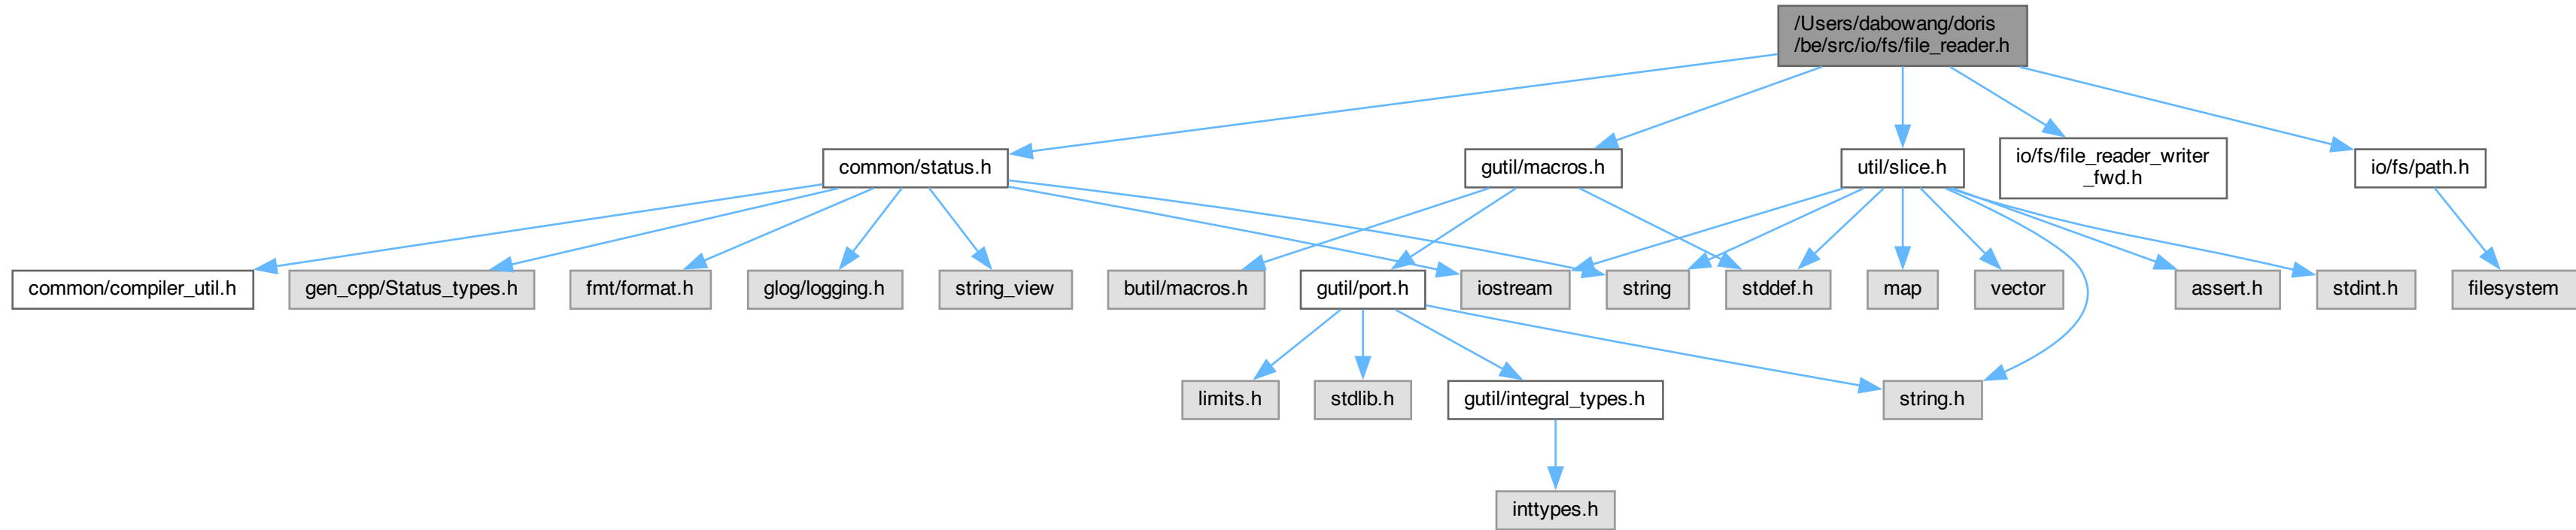 /Users/dabowang/doris
/be/src/io/fs/file_reader.h
common/status.h
gutil/macros.h
util/slice.h
io/fs/file_reader_writer
_fwd.h
io/fs/path.h
common/compiler_util.h
gen_cpp/Status_types.h
fmt/format.h
glog/logging.h
string_view
butil/macros.h
gutil/port.h
iostream
string
stddef.h
map
vector
assert.h
stdint.h
filesystem
limits.h
stdlib.h
gutil/integral_types.h
string.h
inttypes.h